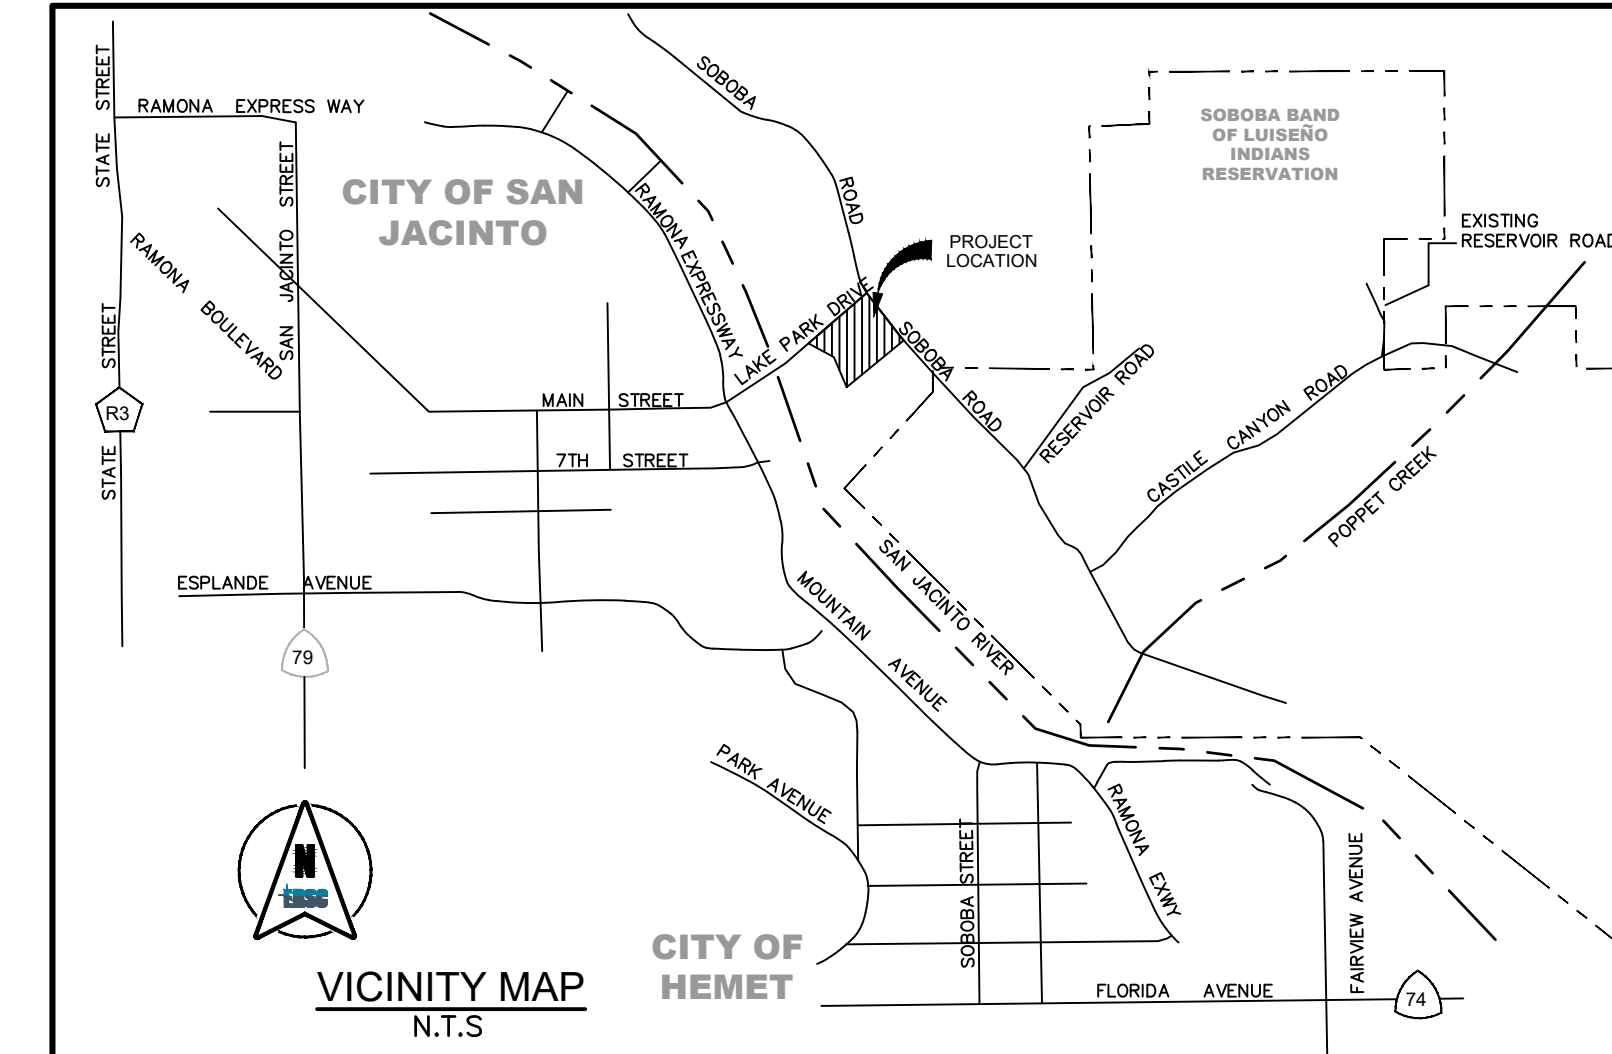 STATE STREET
RAMONA EXPRESS WAY
SOBOBA
ROAD
SOBOBA BAND
OF LUISEÑO
INDIANS
RESERVATION
SAN JACINTO STREET
CITY OF SAN
JACINTO
RAMONA EXPRESSWAY
EXISTING
RESERVOIR ROAD
PROJECT
LOCATION
RAMONA BOULEVARD
STATE STREET
LAKE PARK DRIVE
SOBOBA ROAD
RESERVOIR ROAD
CASTILE CANYON ROAD
R3
MAIN STREET
7TH STREET
STATE
POPPET CREEK
SAN JACINTO RIVER
ESPLANDE AVENUE
MOUNTAIN AVENUE
79
PARK AVENUE
RAMONA EXWY
SOBOBA STREET
FAIRVIEW AVENUE
N
ERSC
CITY OF
HEMET
VICINITY MAP
N.T.S
FLORIDA AVENUE
74